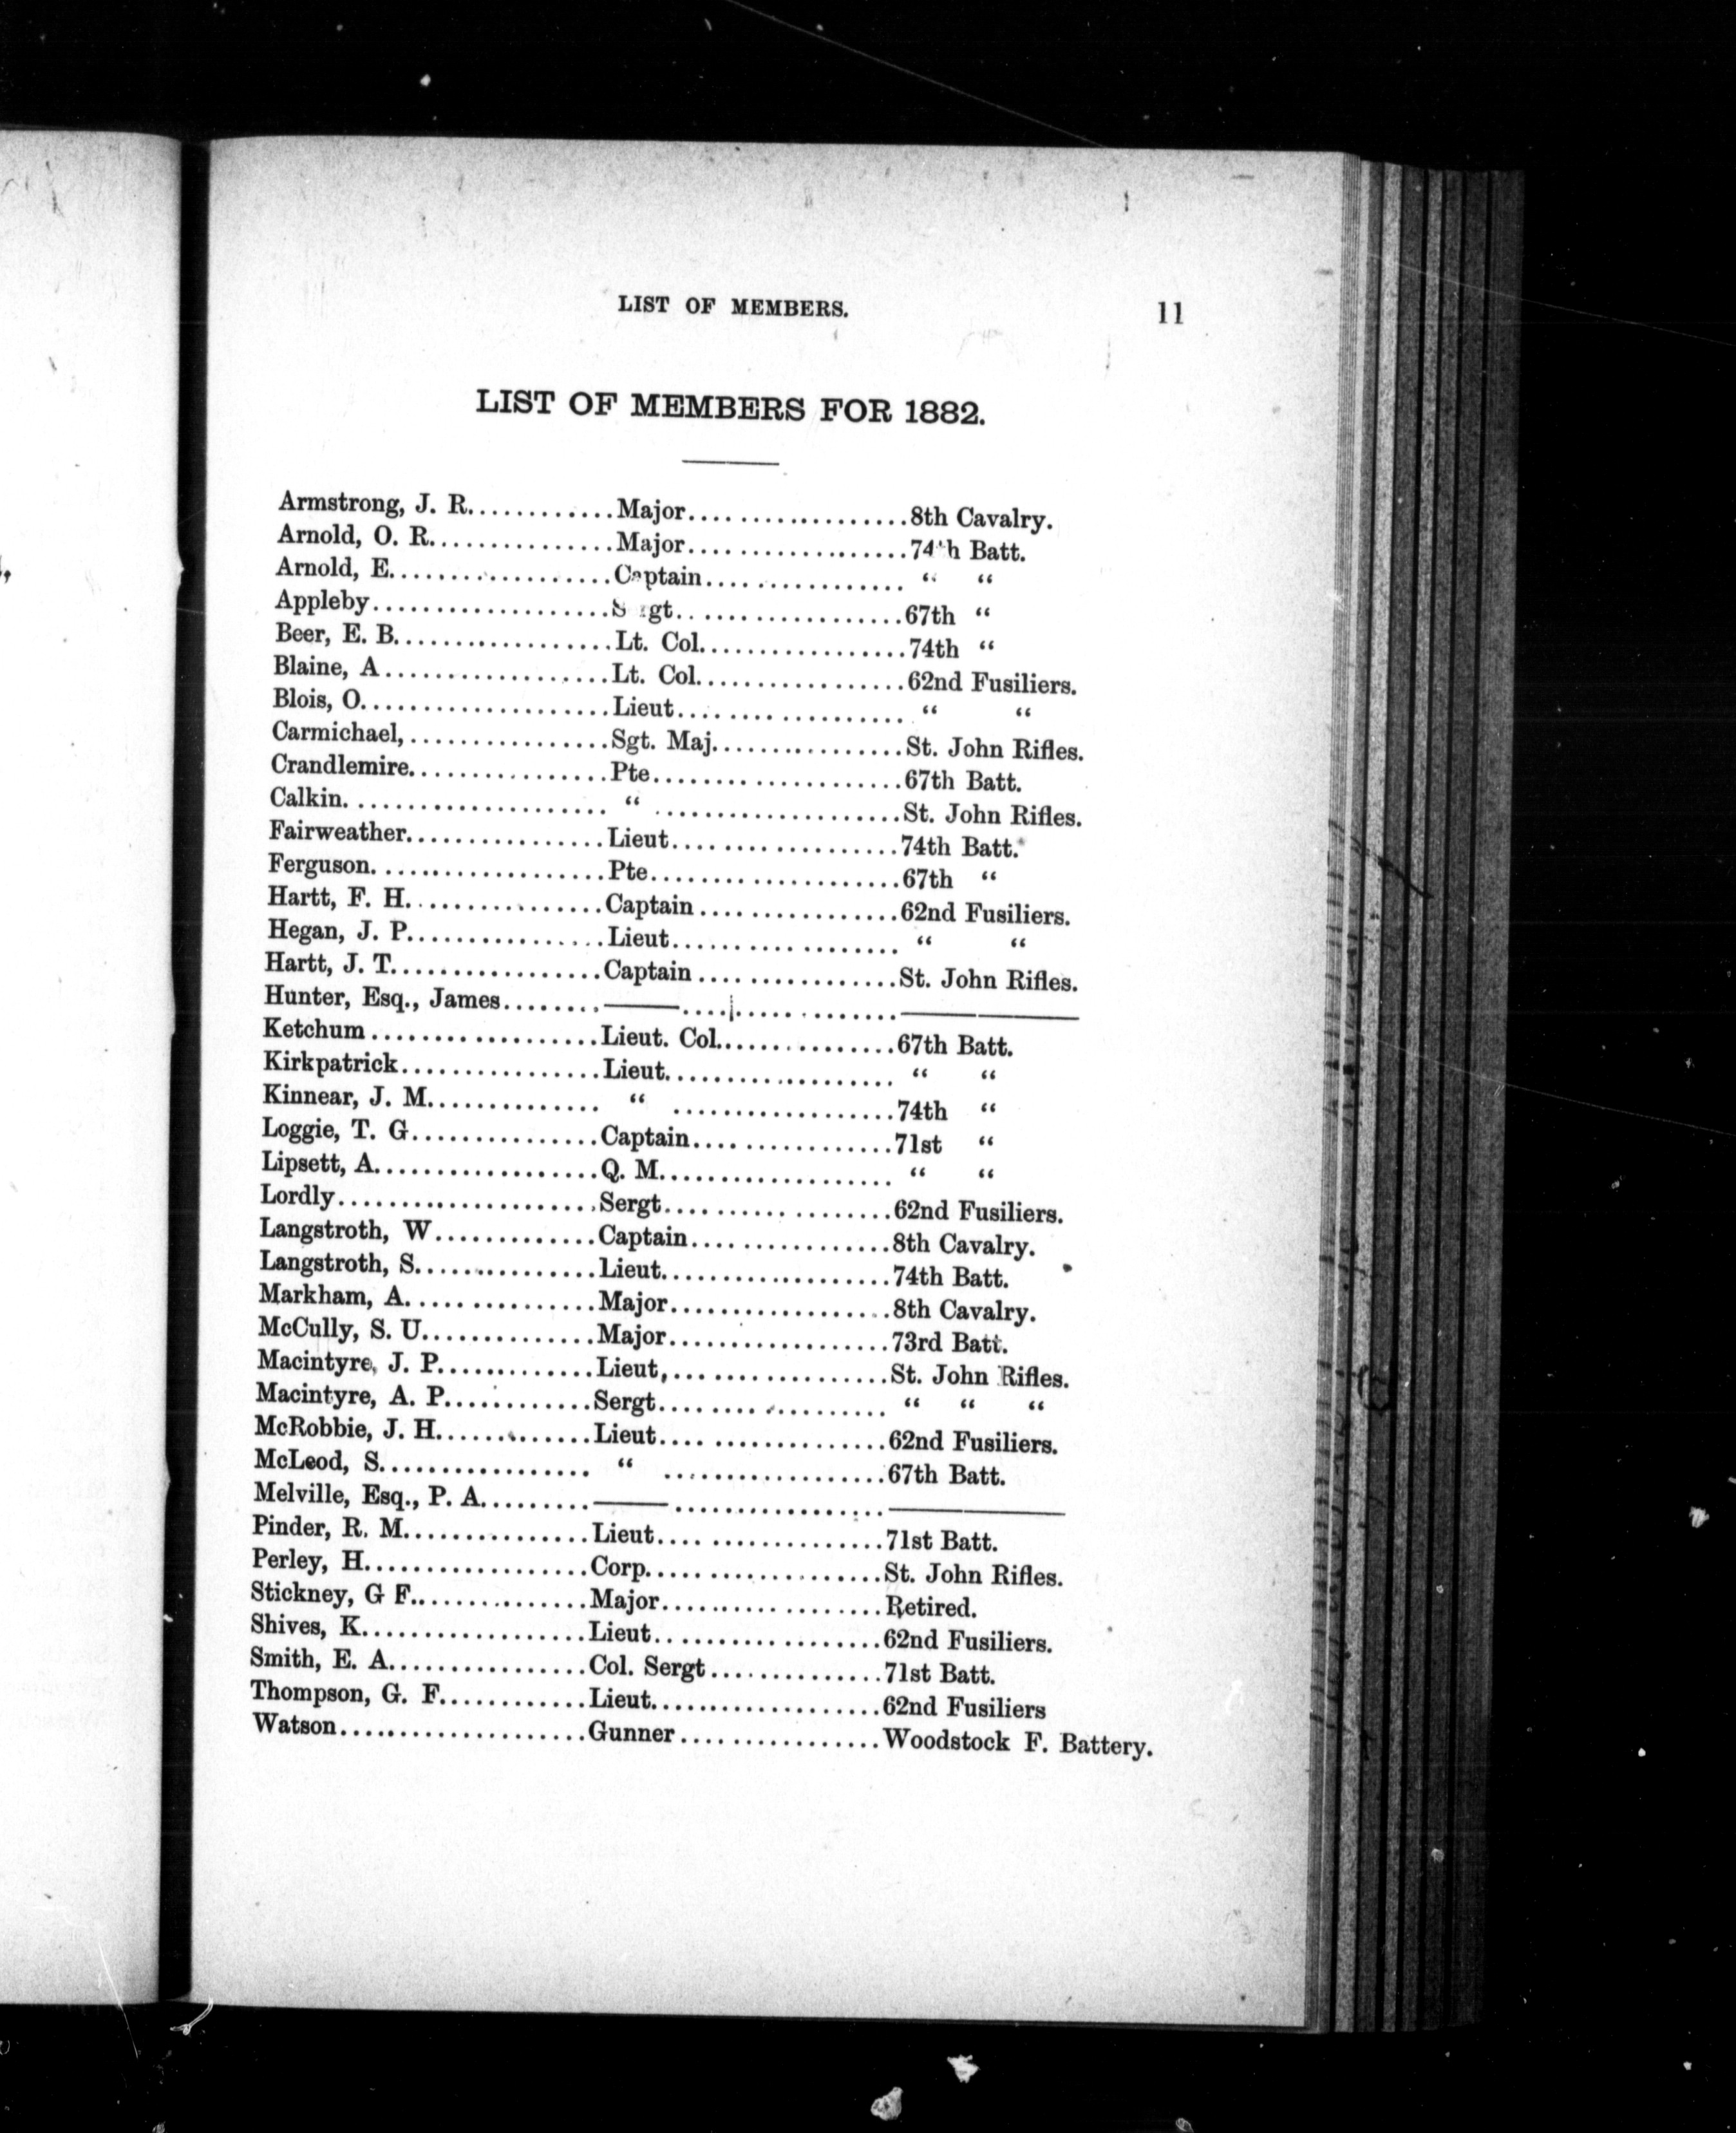 LIST OF MEMBERS. 11
LIST OF MEMBERS FOR 1882.
Armstrong, J. R............Major..................8th Cavalry.
Arnold, O. R..............Major..................74th Batt.
Arnold, E.................Captain................ “ “
Appleby..................Sergt..................67th “
Beer, E. B.................Lt. Col.................74th “
Blaine, A..................Lt. Col.................62nd Fusiliers.
Blois, O....................Lieut.................. “ “
Carmichael,................Sgt. Maj...............St. John Rifles.
Crandlemire................Pte....................67th Batt.
Calkin..................... “ ....................St. John Rifles.
Fairweather................Lieut..................74th Batt.
Ferguson...................Pte....................67th “
Hartt, F. H................Captain................62nd Fusiliers.
Hegan, J. P................Lieut.................. “ “
Hartt, J. T.................Captain................St. John Rifles.
Hunter, Esq., James........——..................————
Ketchum..................Lieut. Col..............67th Batt.
Kirkpatrick................Lieut.................. “ “
Kinnear, J. M.............. “ ..................74th “
Loggie, T. G...............Captain................71st “
Lipsett, A..................Q. M................... “ “
Lordly.....................Sergt..................62nd Fusiliers.
Langstroth, W.............Captain................8th Cavalry.
Langstroth, S...............Lieut..................74th Batt.
Markham, A...............Major..................8th Cavalry.
McCully, S. U..............Major..................73rd Batt.
Macintyre, J. P.............Lieut,..................St. John Rifles.
Macintyre, A. P............Sergt................... “ “ “
McRobbie, J. H.............Lieut..................62nd Fusiliers.
McLeod, S................. “ ..................67th Batt.
Melville, Esq., P. A.........——..................————
Pinder, R. M...............Lieut..................71st Batt.
Perley, H..................Corp...................St. John Rifles.
Stickney, G F..............Major..................Retired.
Shives, K..................Lieut..................62nd Fusiliers.
Smith, E. A................Col. Sergt..............71st Batt.
Thompson, G. F............Lieut..................62nd Fusiliers
Watson....................Gunner................Woodstock F. Battery.